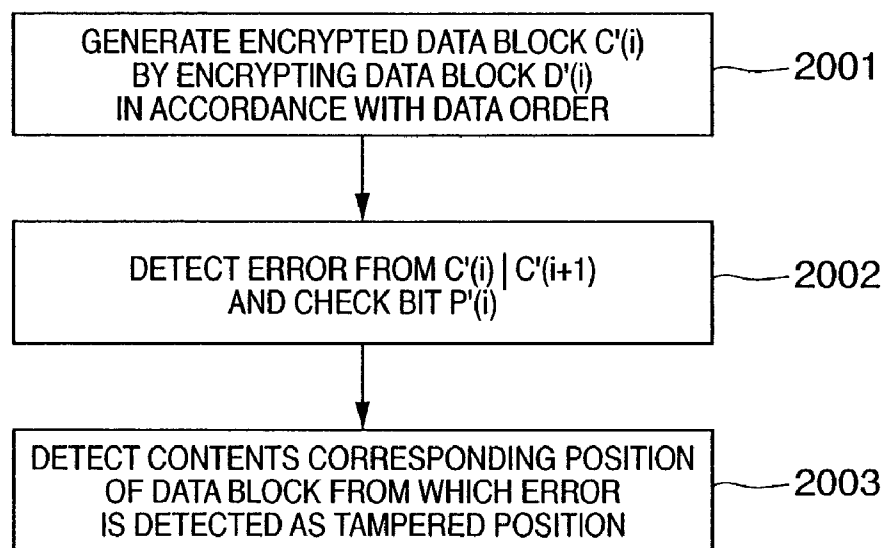 GENERATE ENCRYPTED DATA BLOCK C'(i)
BY ENCRYPTING DATA BLOCK D'(i)
IN ACCORDANCE WITH DATA ORDER
2001
DETECT ERROR FROM C'(i) | C'(i+1)
AND CHECK BIT P'(i)
2002
DETECT CONTENTS CORRESPONDING POSITION
OF DATA BLOCK FROM WHICH ERROR
IS DETECTED AS TAMPERED POSITION
2003